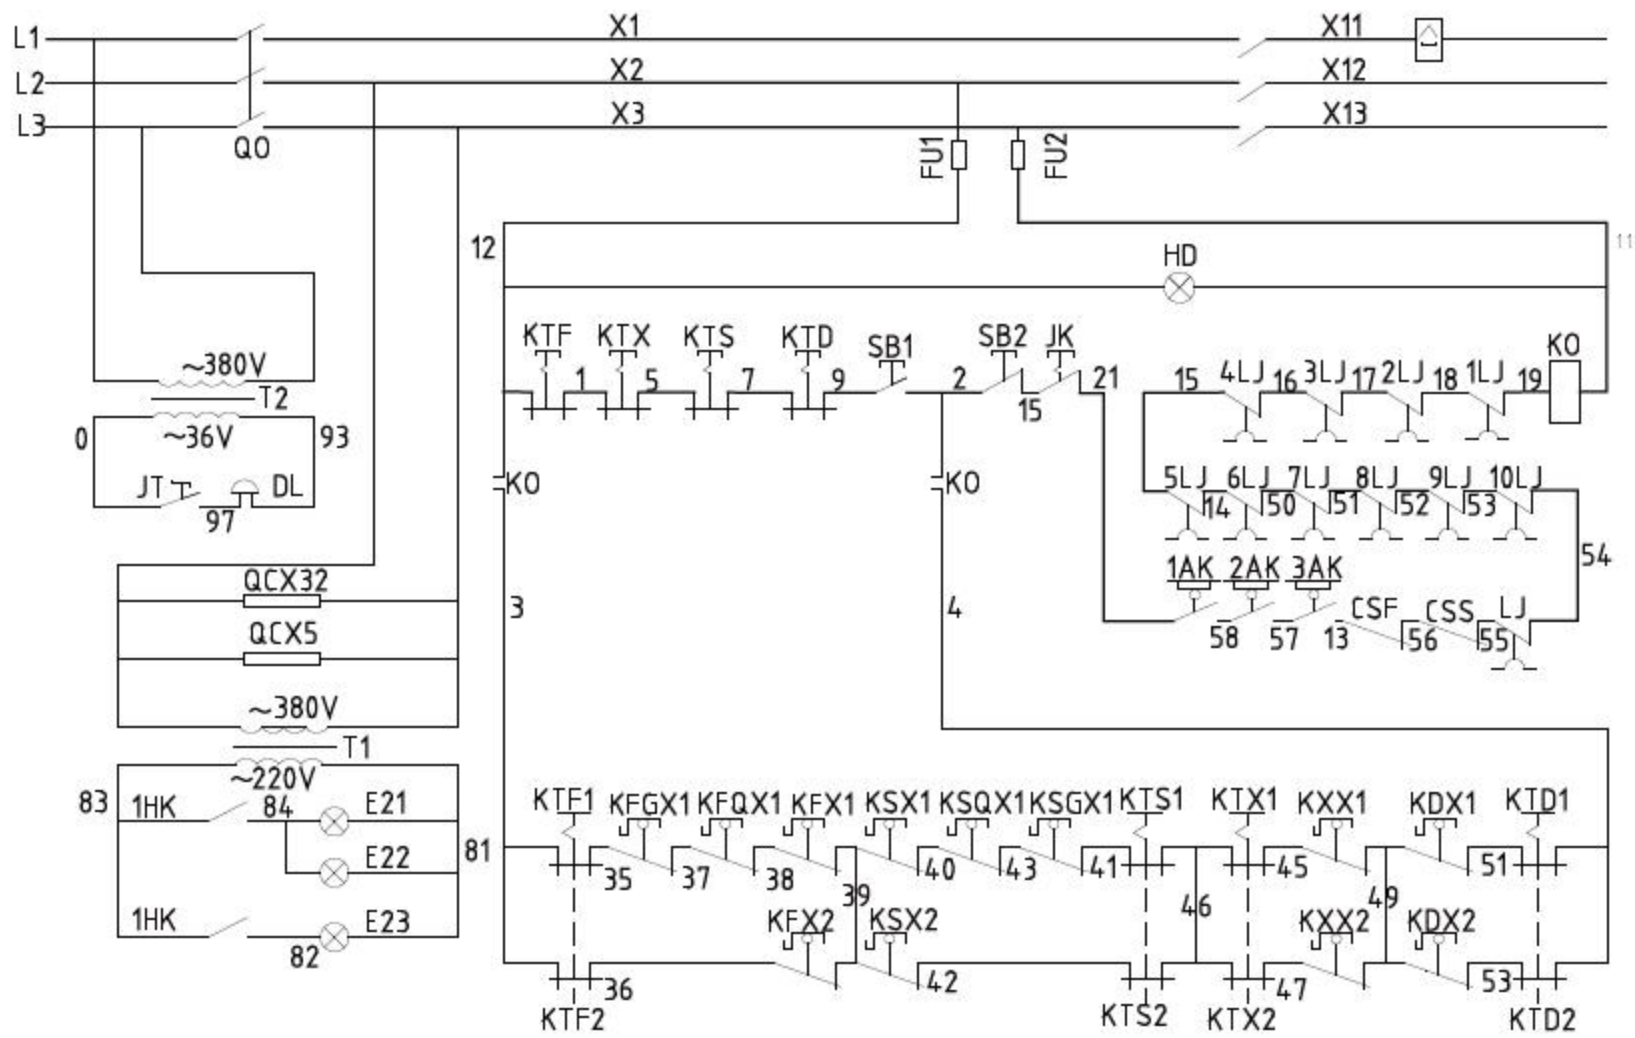 L1 X1 X11
L2 X2 X12
L3 X3 X13
QO FU1 FU2
12 11
HD
KTF KTX KTS KTD SB1 SB2 JK KO
1 5 7 9 2 15 21 15 4LJ 16 3LJ 17 2LJ 18 1LJ 19
~380V
T2
0 ~36V 93
JT DL
97
KO KO
5LJ 6LJ 7LJ 8LJ 9LJ 10LJ
14 50 51 52 53
54
1AK 2AK 3AK CSF CSS LJ
58 57 13 56 55
QCX32
3 4
QCX5
~380V
T1
~220V
83 1HK 84 E21
81
E22
1HK E23
82
KTF1 KFGX1 KFQX1 KFX1 KSX1 KSQX1 KSGX1 KTS1 KTX1 KXX1 KDX1 KTD1
35 37 38 39 40 43 41 46 45 49 51
KFX2 KSX2 KXX2 KDX2
36 42 47 53
KTF2 KTS2 KTX2 KTD2